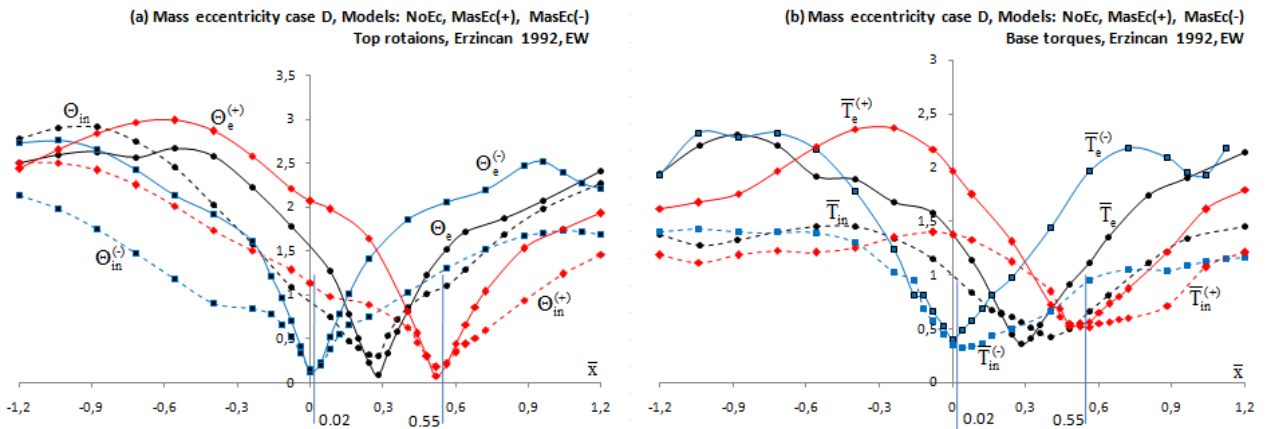 (a) Mass eccentricity case D, Models: NoEc, MasEc(+), MasEc(-)
Top rotaions, Erzincan 1992, EW
3,5
3
2,5
2
1,5
1
0,5
0
Θin
Θe(+)
Θe(-)
Θe
Θin(-)
Θin(+)
x̅
-1,2 -0,9 -0,6 -0,3 0 0,3 0,6 0,9 1,2
0.02 0.55
(b) Mass eccentricity case D, Models: NoEc, MasEc(+), MasEc(-)
Base torques, Erzincan 1992, EW
3
2,5
2
1,5
1
0,5
0
T̅e(+)
T̅e(-)
T̅in
T̅e
T̅in(+)
T̅in(-)
x̅
-1,2 -0,9 -0,6 -0,3 0 0,3 0,6 0,9 1,2
0.02 0.55